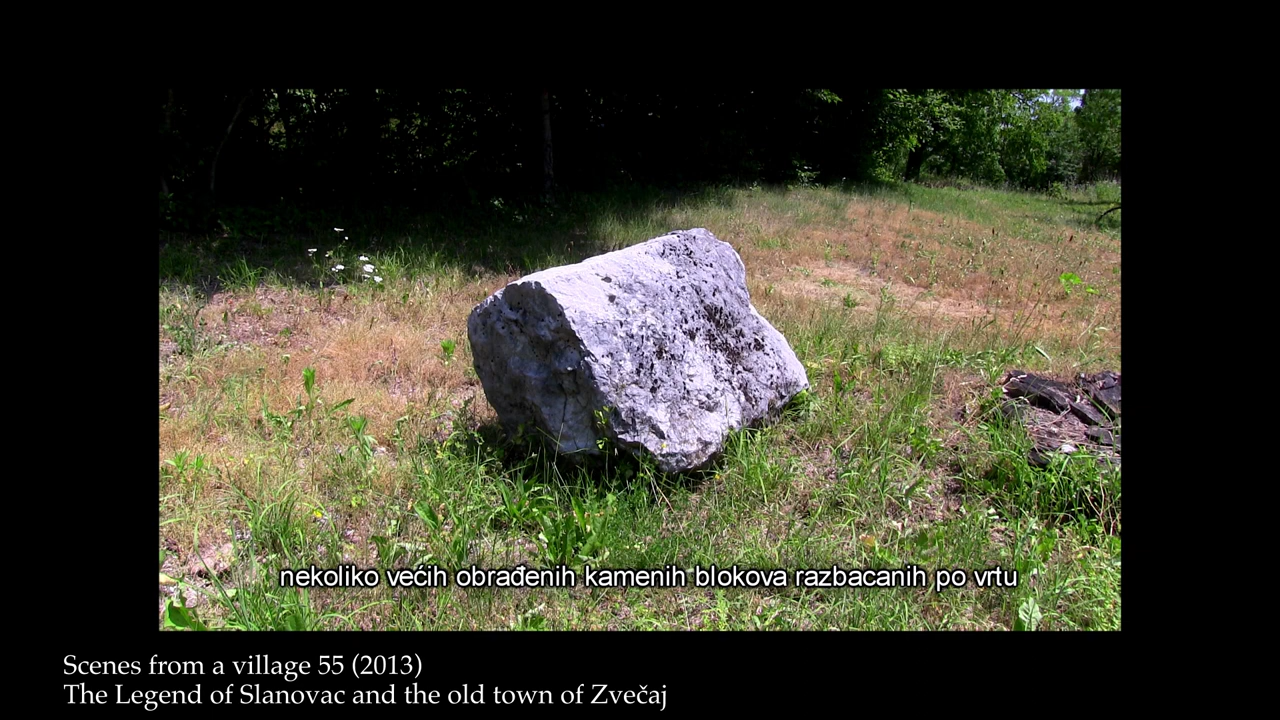 nekoliko većih obrađenih kamenih blokova razbacanih po vrtu
Scenes from a village 55 (2013)
The Legend of Slanovac and the old town of Zvečaj